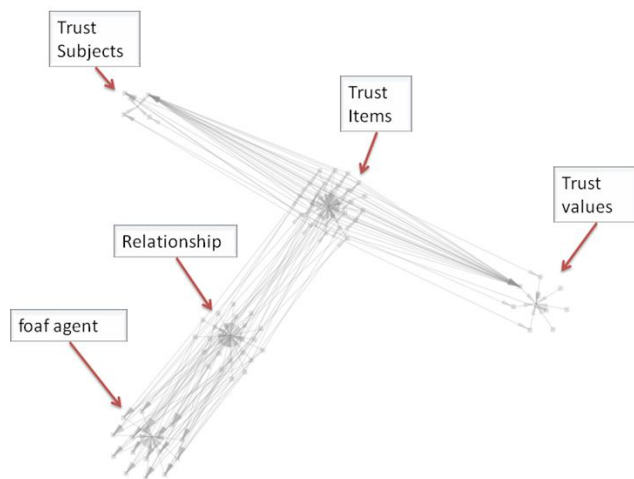 Trust
Subjects
Trust
Items
Trust
values
Relationship
foaf agent